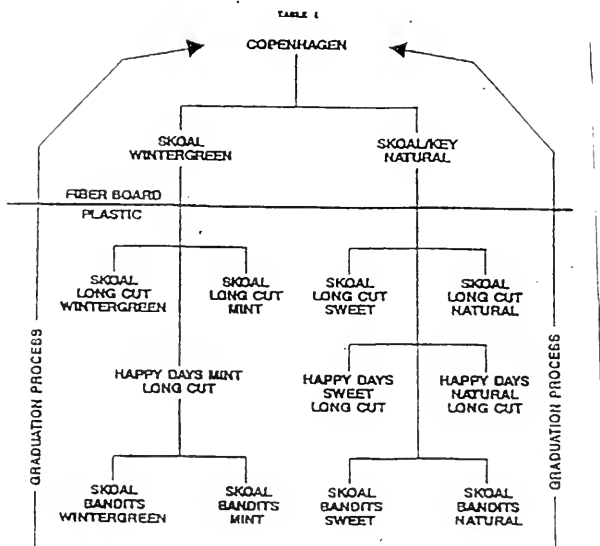 TABLE 1
COPENHAGEN
SKOAL
WINTERGREEN
SKOAL/KEY
NATURAL
FIBER BOARD
PLASTIC
SKOAL
LONG CUT
WINTERGREEN
SKOAL
LONG CUT
MINT
SKOAL
LONG CUT
SWEET
SKOAL
LONG CUT
NATURAL
HAPPY DAYS MINT
LONG CUT
HAPPY DAYS
SWEET
LONG CUT
HAPPY DAYS
NATURAL
LONG CUT
SKOAL
BANDITS
WINTERGREEN
SKOAL
BANDITS
MINT
SKOAL
BANDITS
SWEET
SKOAL
BANDITS
NATURAL
GRADUATION PROCESS
GRADUATION PROCESS